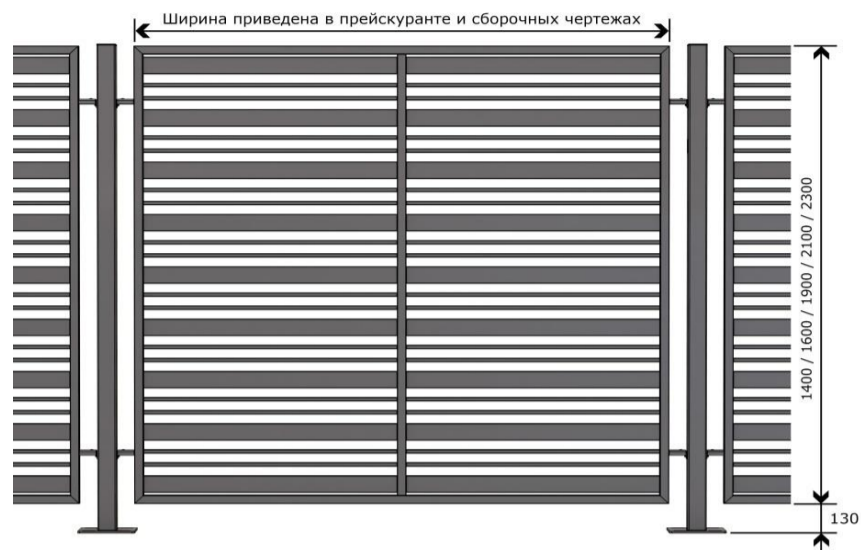 Ширина приведена в прейскуранте и сборочных чертежах
1400 / 1600 / 1900 / 2100 / 2300
130